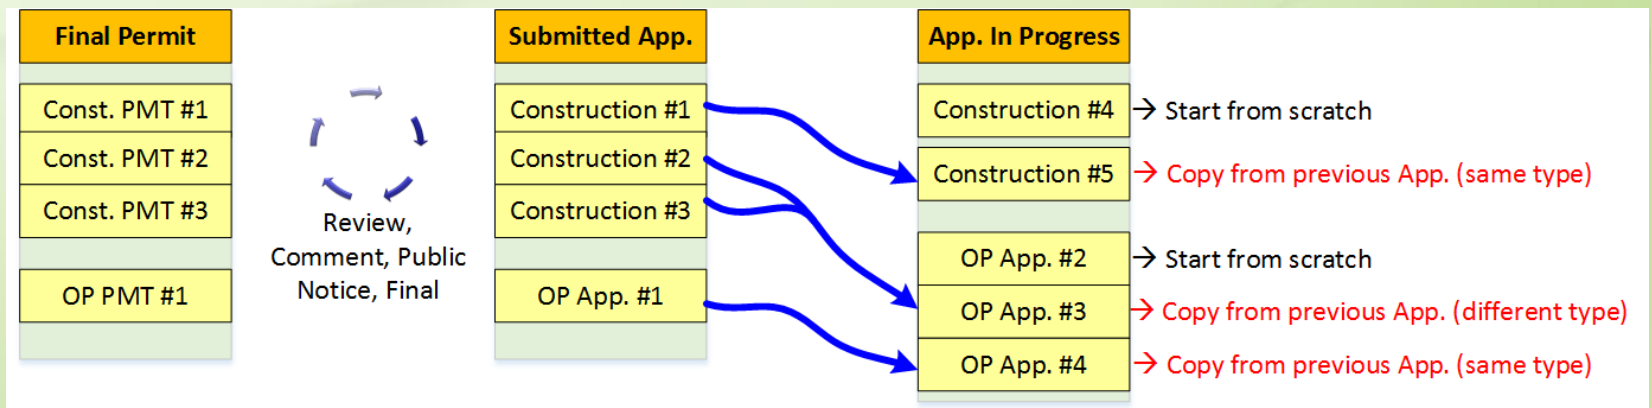 Final Permit
Const. PMT #1
Const. PMT #2
Const. PMT #3
OP PMT #1
Review,
Comment, Public
Notice, Final
Submitted App.
Construction #1
Construction #2
Construction #3
OP App. #1
App. In Progress
Construction #4 → Start from scratch
Construction #5 → Copy from previous App. (same type)
OP App. #2 → Start from scratch
OP App. #3 → Copy from previous App. (different type)
OP App. #4 → Copy from previous App. (same type)